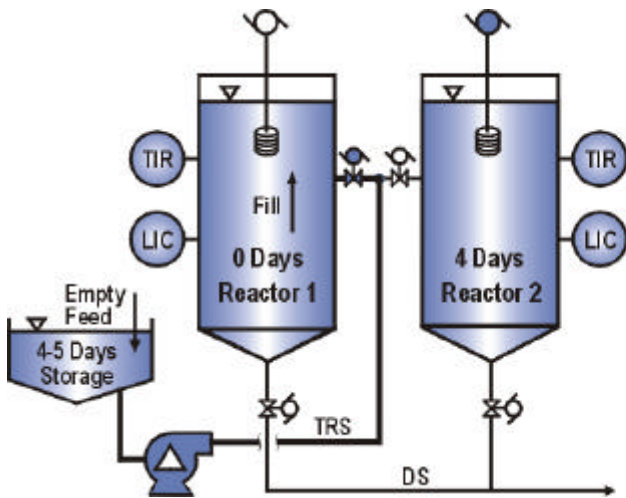 TIR
LIC
Fill
0 Days
Reactor 1
4 Days
Reactor 2
TIR
LIC
Empty
Feed
4-5 Days
Storage
TRS
DS